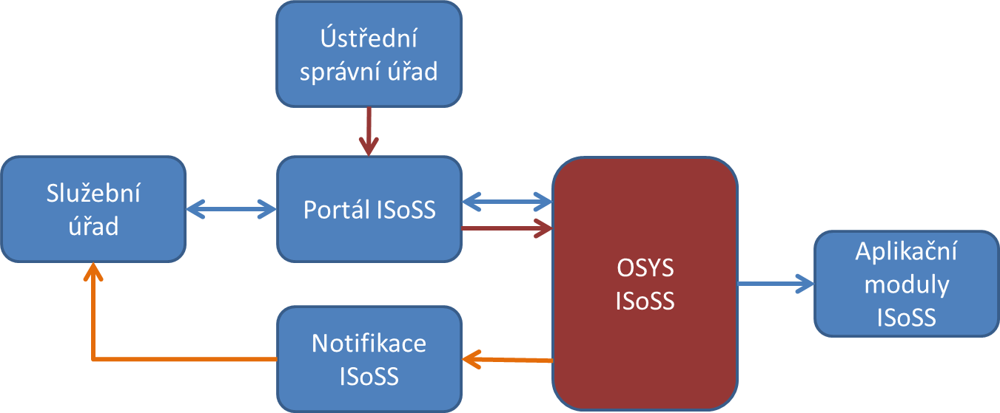 Ústřední
správní úřad
Služební
úřad
Portál ISoSS
OSYS
ISoSS
Aplikační
moduly
ISoSS
Notifikace
ISoSS